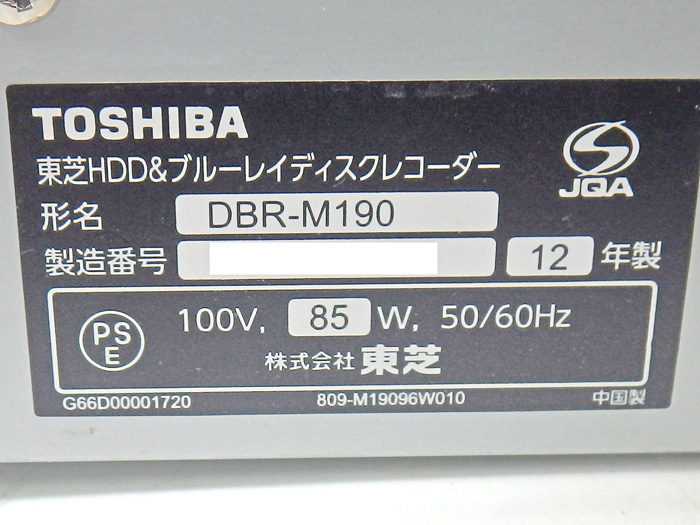 TOSHIBA
東芝HDD&ブルーレイディスクレコーダー
JQA
形名 DBR-M190
製造番号 12 年製
PS
E
100V, 85 W, 50/60Hz
株式会社 東芝
G66D00001720 809-M19096W010 中国製